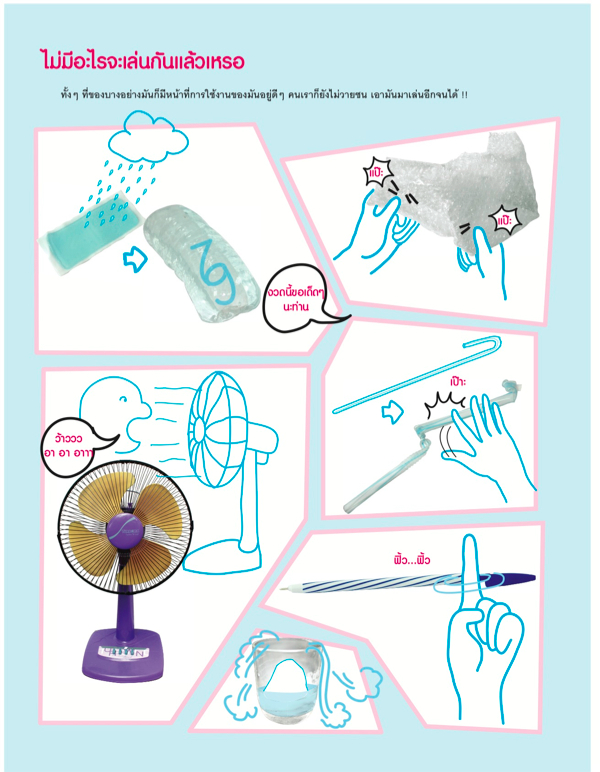 ไม่มีอะไรจะเล่นกันแล้วเหรอ
ทั้งๆ ที่ของบางอย่างมันก็มีหน้าที่การใช้งานของมันอยู่ดีๆ คนเราก็ยังไม่วายซน เอามันมาเล่นอีกจนได้ !!
แป๊ะ
แป๊ะ
งวดนี้ขอเด็ดๆ
นะท่าน
เป๊าะ
ว้าววว
อา อา อาาา
ฟิ้ว...ฟิ้ว